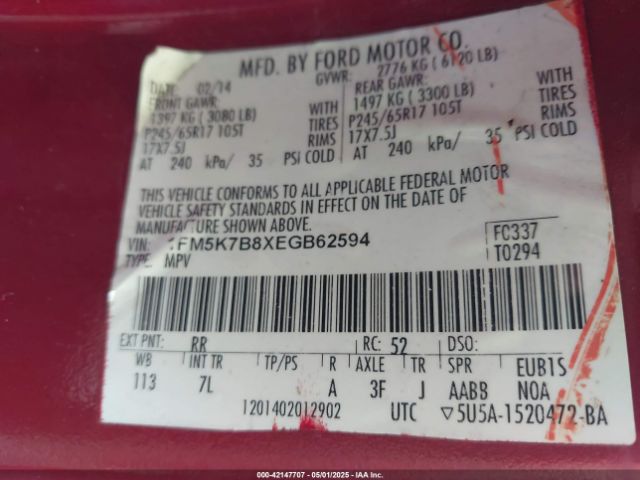 MFD. BY FORD MOTOR CO.
DATE: 02/14
GVWR: 2776 KG ( 6120 LB)
FRONT GAWR:
1397 KG ( 3080 LB) WITH
P245/65R17 105T TIRES
17X7.5J RIMS
AT 240 kPa/ 35 PSI COLD
REAR GAWR:
1497 KG ( 3300 LB) WITH
P245/65R17 105T TIRES
17X7.5J RIMS
AT 240 kPa/ 35 PSI COLD
THIS VEHICLE CONFORMS TO ALL APPLICABLE FEDERAL MOTOR
VEHICLE SAFETY STANDARDS IN EFFECT ON THE DATE OF
MANUFACTURE SHOWN ABOVE.
VIN: 1FM5K7B8XEGB62594
TYPE: MPV
FC337
T0294
EXT PNT: RR RC: 52 DSO:
WB INT TR TP/PS R AXLE TR SPR EUB1S
113 7L A 3F J AABB NOA
1201402012902 UTC ▽5U5A-1520472-BA
000-42147707 - 05/01/2025 - IAA Inc.